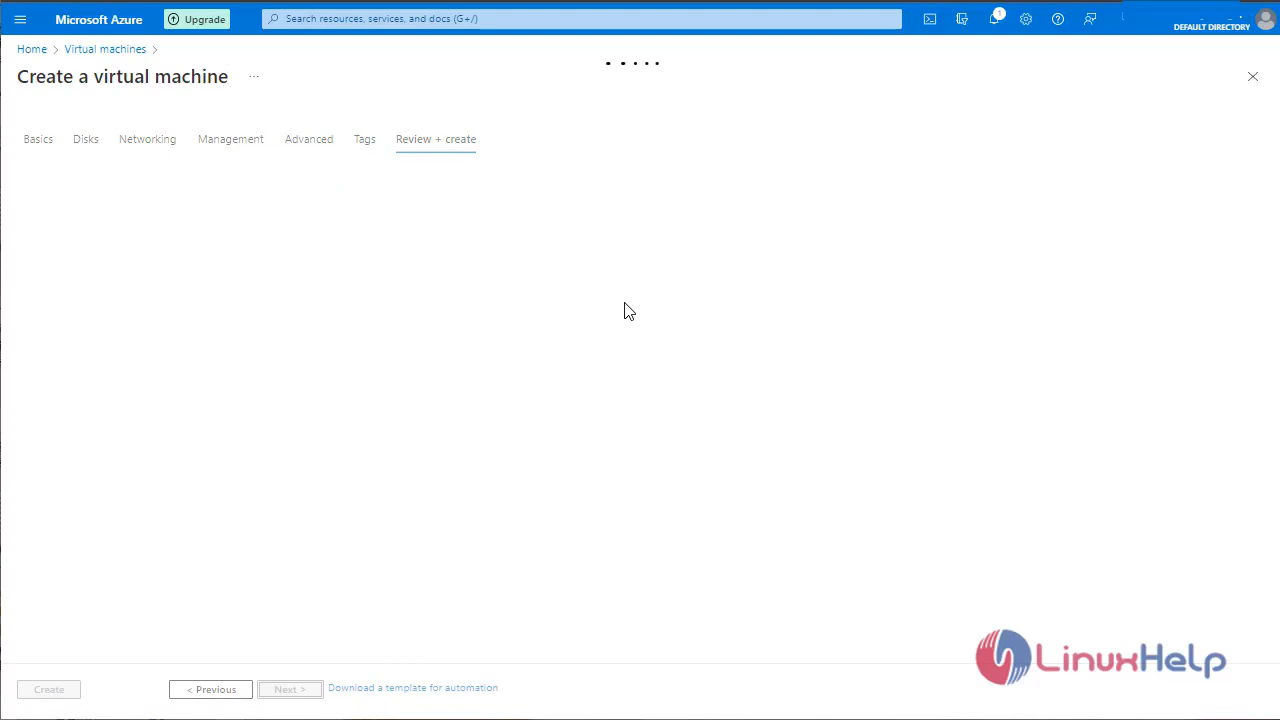 Microsoft Azure
Upgrade
Search resources, services, and docs (G+/)
1
DEFAULT DIRECTORY
Home > Virtual machines >
Create a virtual machine ...
Basics Disks Networking Management Advanced Tags Review + create
LinuxHelp
Create < Previous Next > Download a template for automation